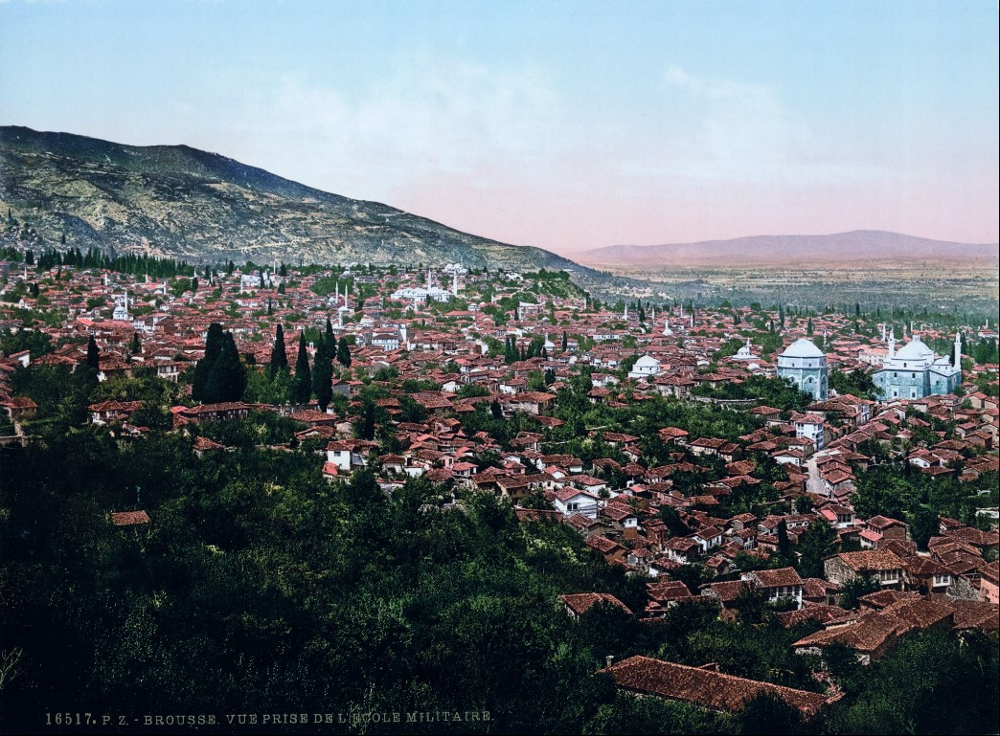 16517. P. Z. - BROUSSE. VUE PRISE DE L'ECOLE MILITAIRE.